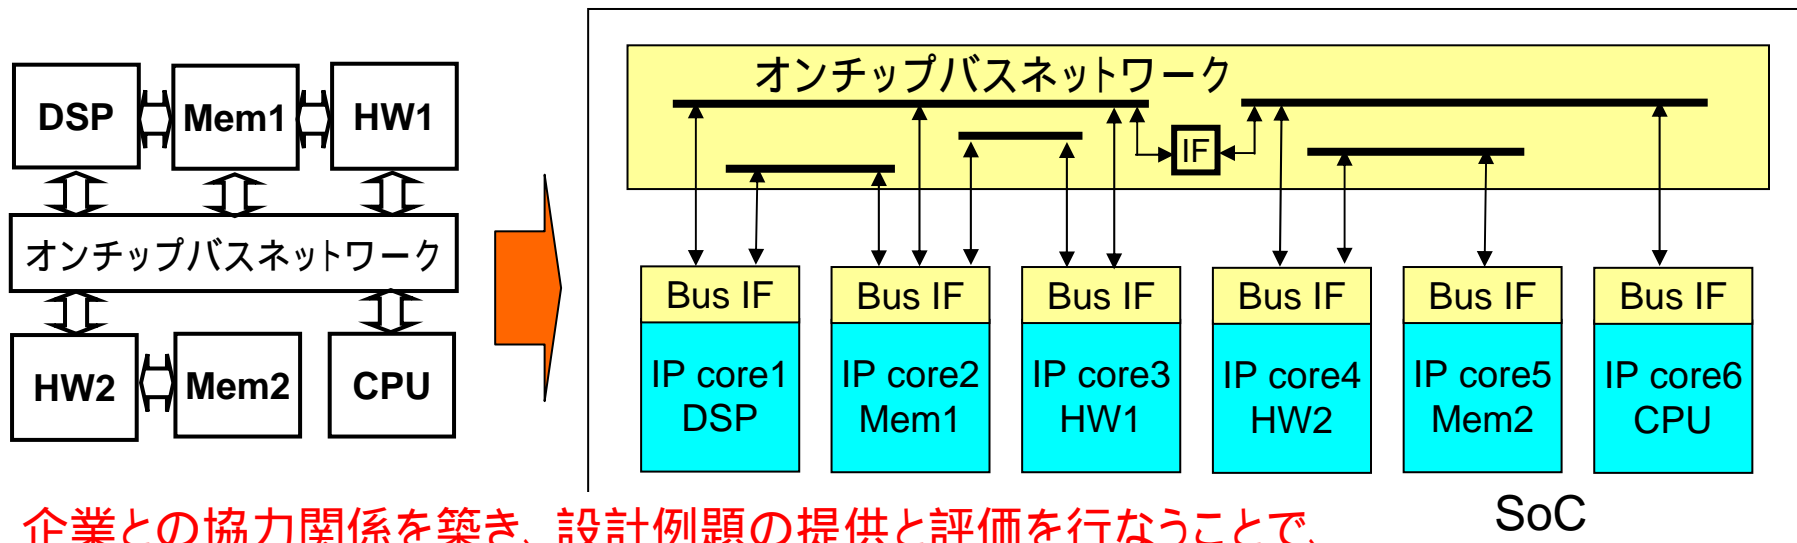 DSP
Mem1
HW1
オンチップバスネットワーク
HW2
Mem2
CPU
オンチップバスネットワーク
IF
Bus IF
Bus IF
Bus IF
Bus IF
Bus IF
Bus IF
IP core1
DSP
IP core2
Mem1
IP core3
HW1
IP core4
HW2
IP core5
Mem2
IP core6
CPU
SoC
企業との協力関係を築き、設計例題の提供と評価を行なうことで、